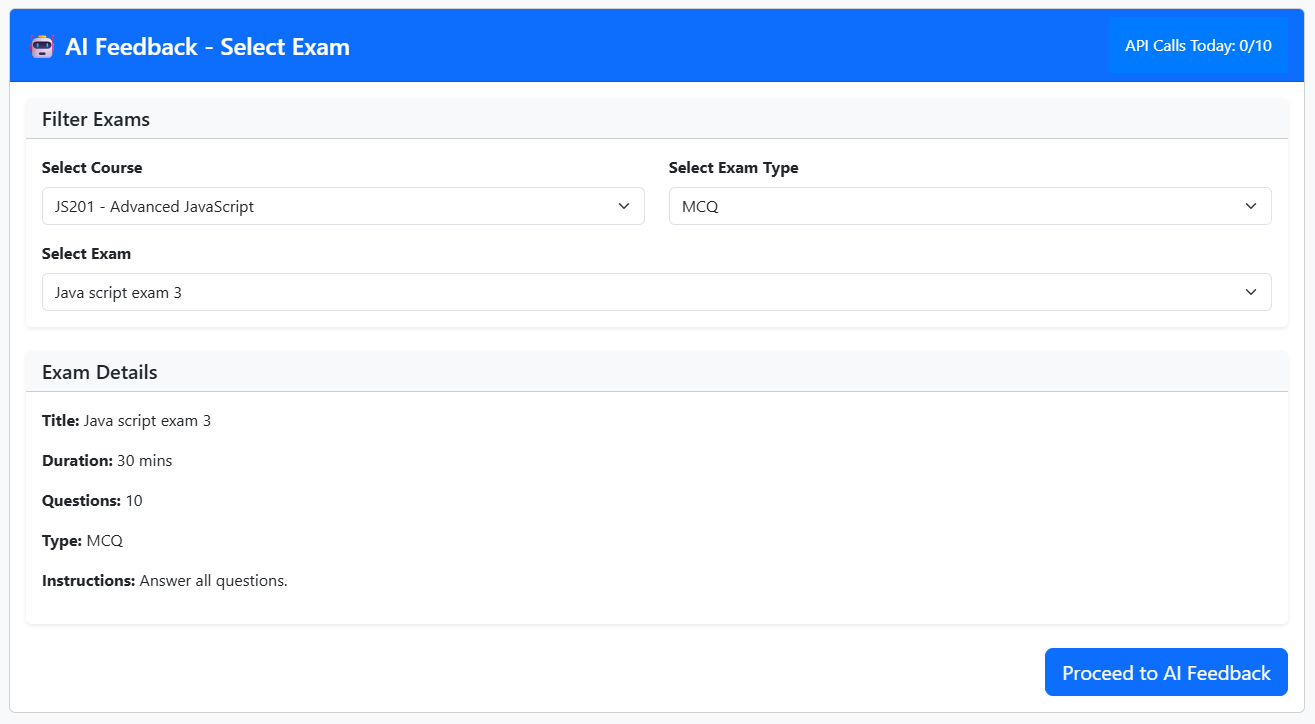 AI Feedback - Select Exam
API Calls Today: 0/10
Filter Exams
Select Course
JS201 - Advanced JavaScript
Select Exam Type
MCQ
Select Exam
Java script exam 3
Exam Details
Title: Java script exam 3
Duration: 30 mins
Questions: 10
Type: MCQ
Instructions: Answer all questions.
Proceed to AI Feedback